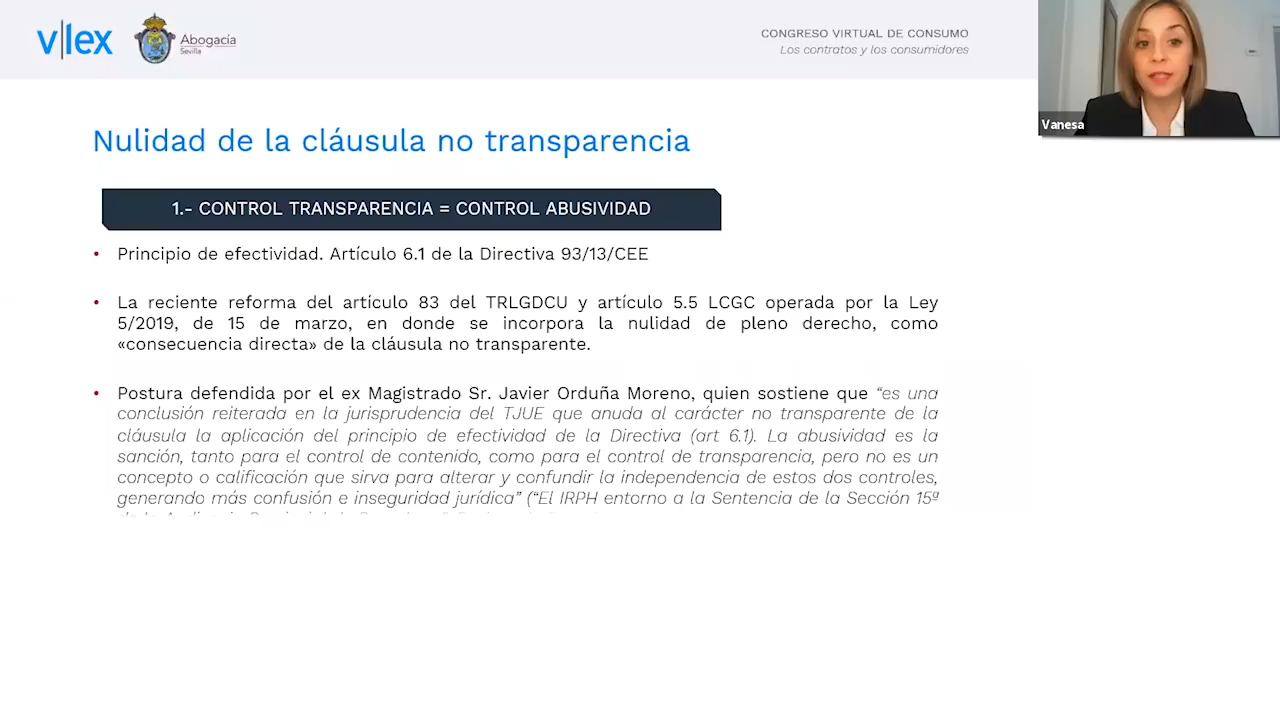 v|lex
Abogacía
Sevilla
CONGRESO VIRTUAL DE CONSUMO
Los contratos y los consumidores
Vanesa
Nulidad de la cláusula no transparencia
1.- CONTROL TRANSPARENCIA = CONTROL ABUSIVIDAD
• Principio de efectividad. Artículo 6.1 de la Directiva 93/13/CEE
• La reciente reforma del artículo 83 del TRLGDCU y artículo 5.5 LCGC operada por la Ley
5/2019, de 15 de marzo, en donde se incorpora la nulidad de pleno derecho, como
«consecuencia directa» de la cláusula no transparente.
• Postura defendida por el ex Magistrado Sr. Javier Orduña Moreno, quien sostiene que “es una
conclusión reiterada en la jurisprudencia del TJUE que anuda al carácter no transparente de la
cláusula la aplicación del principio de efectividad de la Directiva (art 6.1). La abusividad es la
sanción, tanto para el control de contenido, como para el control de transparencia, pero no es un
concepto o calificación que sirva para alterar y confundir la independencia de estos dos controles,
generando más confusión e inseguridad jurídica” (“El IRPH entorno a la Sentencia de la Sección 15ª